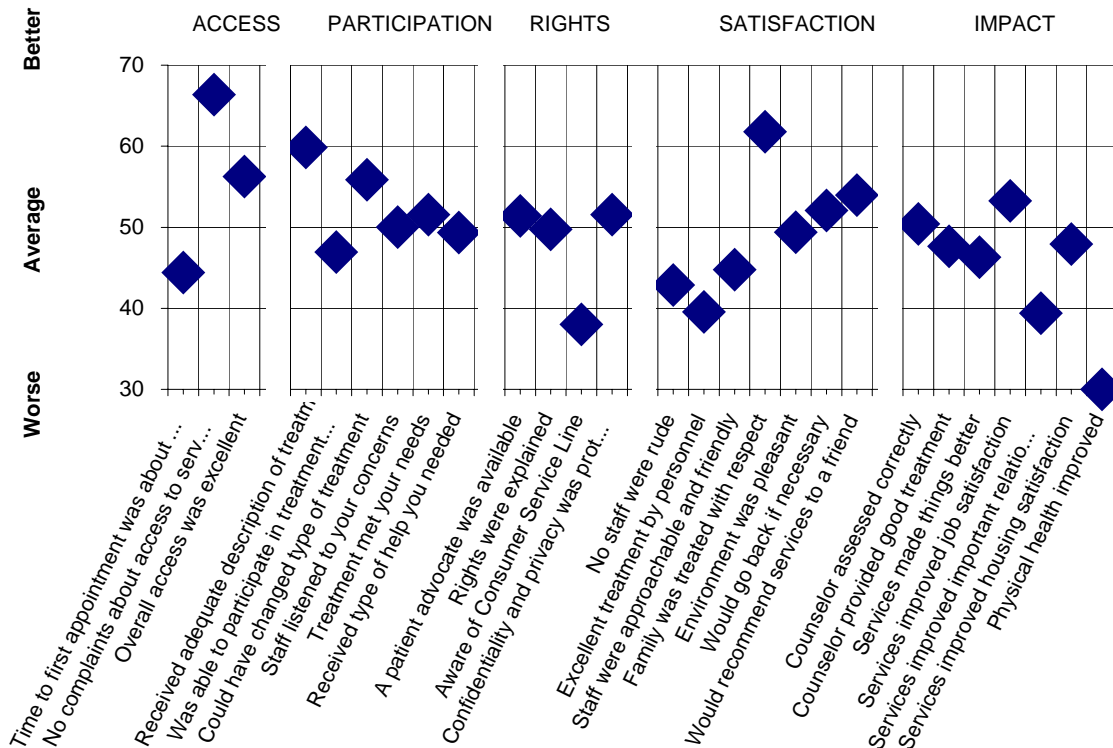 ACCESS
PARTICIPATION
RIGHTS
SATISFACTION
IMPACT
Better
Average
Worse
70
60
50
40
30
Time to first appointment was about ...
No complaints about access to serv...
Overall access was excellent
Received adequate description of treatm
Was able to participate in treatment...
Could have changed type of treatment
Staff listened to your concerns
Treatment met your needs
Received type of help you needed
A patient advocate was available
Rights were explained
Aware of Consumer Service Line
Confidentiality and privacy was prot...
No staff were rude
Excellent treatment by personnel
Staff were approachable and friendly
Family was treated with respect
Environment was pleasant
Would go back if necessary
Would recommend services to a friend
Counselor assessed correctly
Counselor provided good treatment
Services made things better
Services improved job satisfaction
Services improved important relatio...
Services improved housing satisfaction
Physical health improved